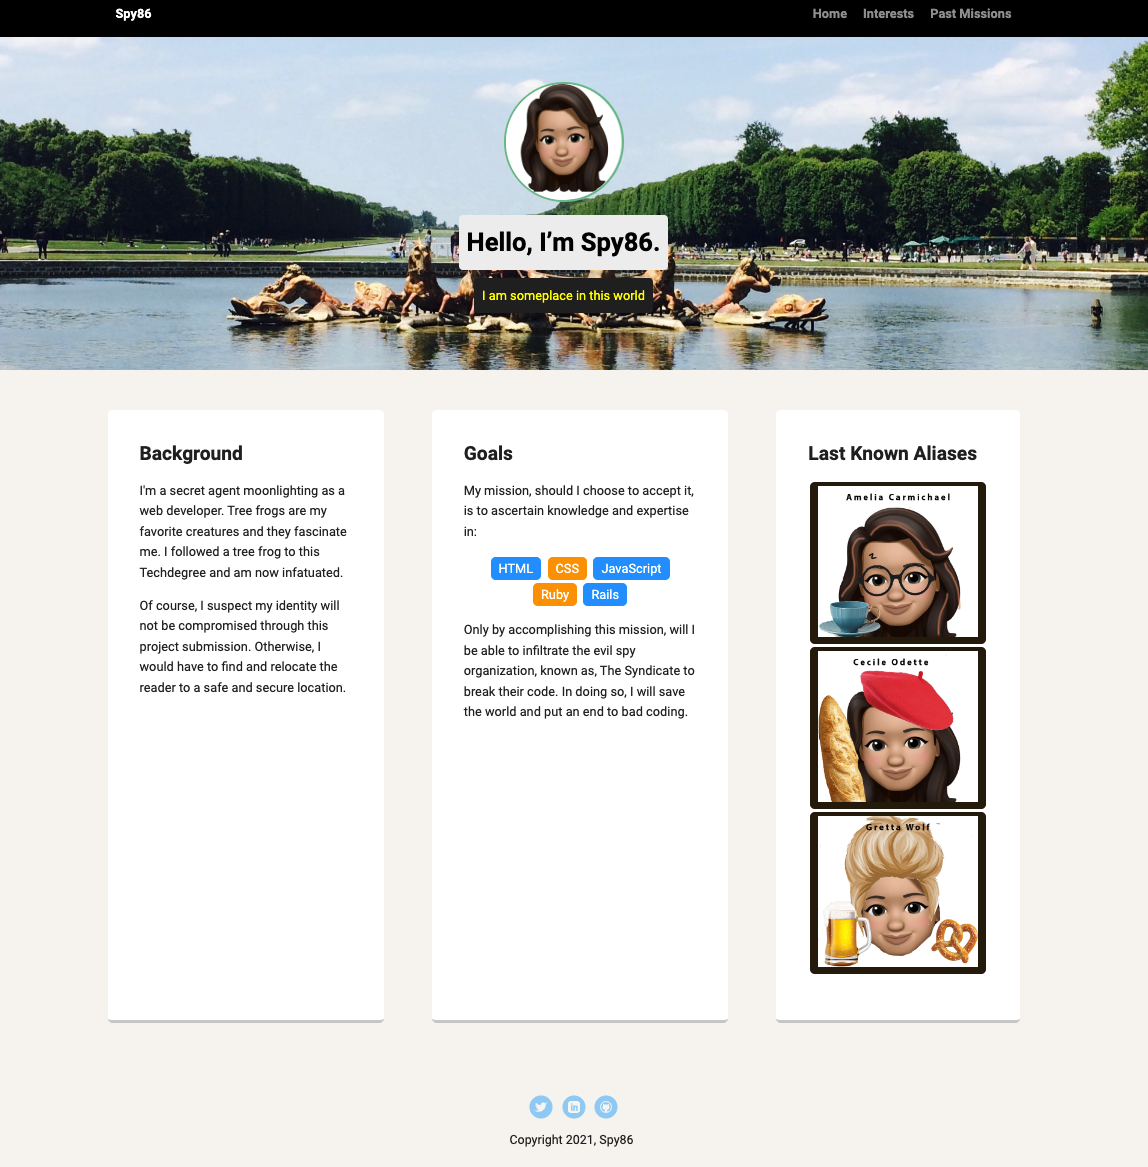 Spy86
Home Interests Past Missions
Hello, I’m Spy86.
I am someplace in this world
Background
I'm a secret agent moonlighting as a
web developer. Tree frogs are my
favorite creatures and they fascinate
me. I followed a tree frog to this
Techdegree and am now infatuated.
Of course, I suspect my identity will
not be compromised through this
project submission. Otherwise, I
would have to find and relocate the
reader to a safe and secure location.
Goals
My mission, should I choose to accept it,
is to ascertain knowledge and expertise
in:
HTML CSS JavaScript
Ruby Rails
Only by accomplishing this mission, will I
be able to infiltrate the evil spy
organization, known as, The Syndicate to
break their code. In doing so, I will save
the world and put an end to bad coding.
Last Known Aliases
Amelia Carmichael
Cecile Odette
Gretta Wolf
in
Copyright 2021, Spy86